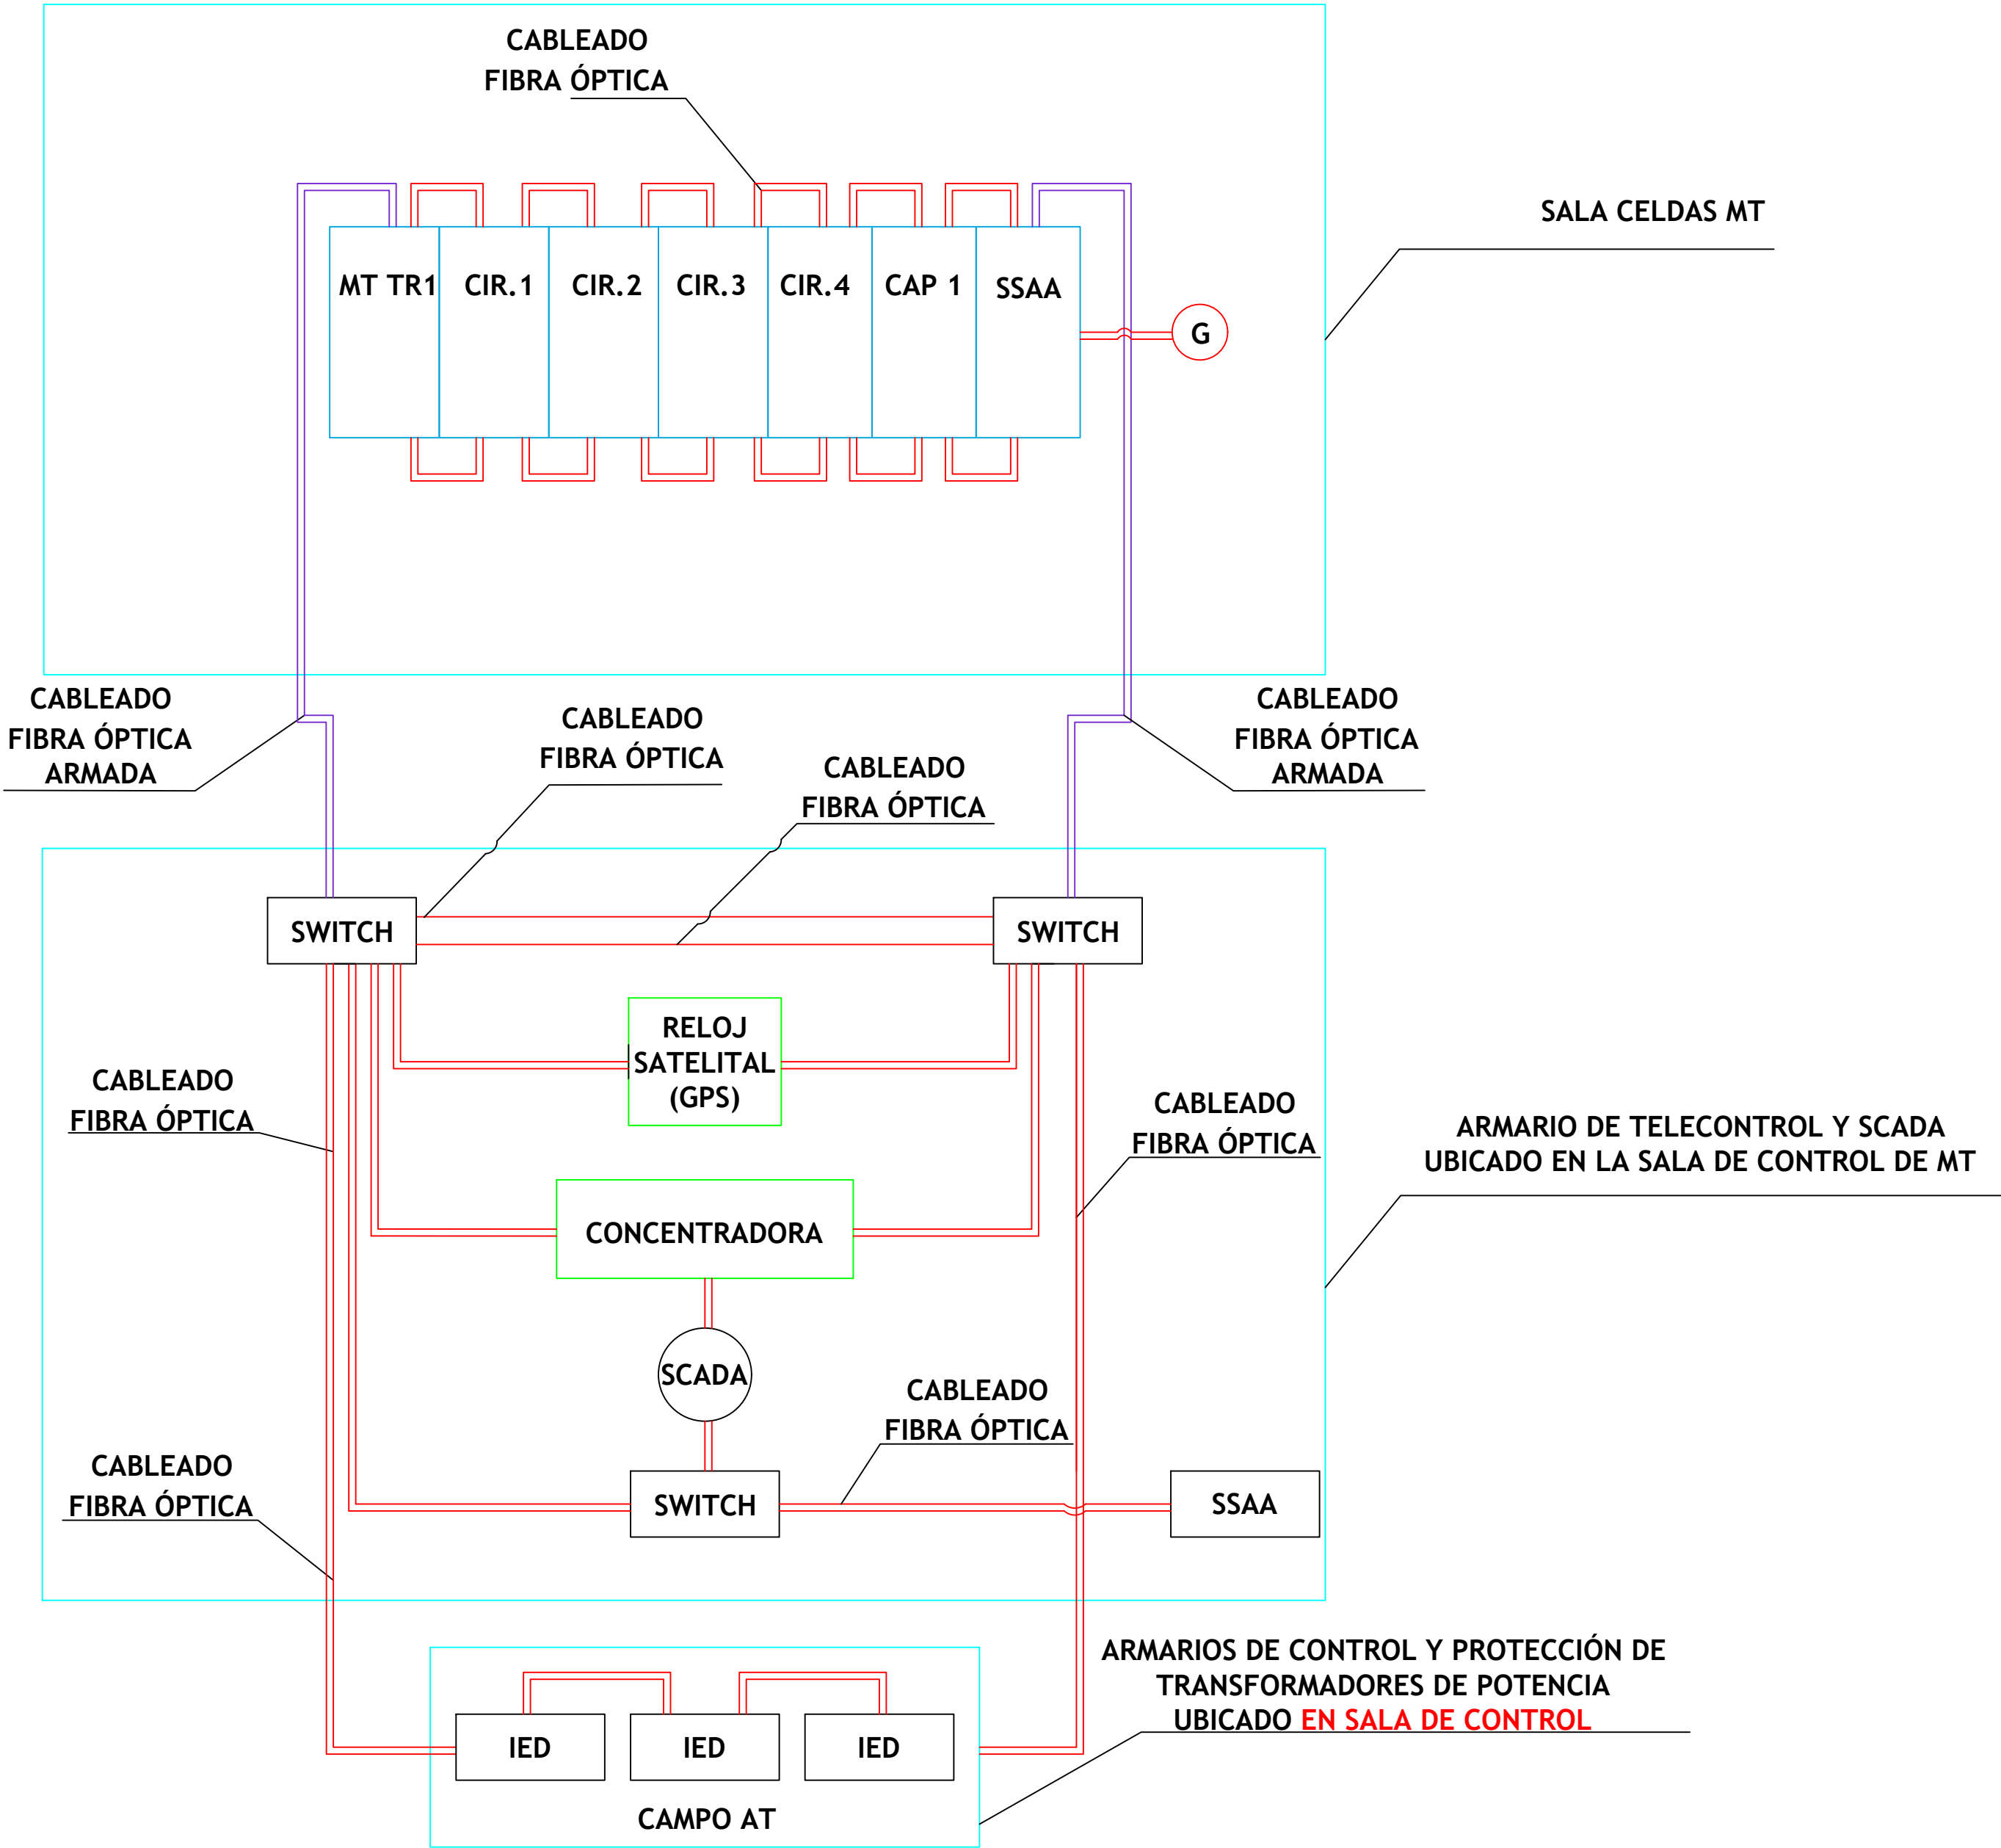 CABLEADO
FIBRA ÓPTICA
SALA CELDAS MT
MT TR1
CIR.1
CIR.2
CIR.3
CIR.4
CAP 1
SSAA
G
CABLEADO
FIBRA ÓPTICA
ARMADA
CABLEADO
FIBRA ÓPTICA
CABLEADO
FIBRA ÓPTICA
CABLEADO
FIBRA ÓPTICA
ARMADA
SWITCH
SWITCH
RELOJ
SATELITAL
(GPS)
CABLEADO
FIBRA ÓPTICA
CABLEADO
FIBRA ÓPTICA
ARMARIO DE TELECONTROL Y SCADA
UBICADO EN LA SALA DE CONTROL DE MT
CONCENTRADORA
SCADA
CABLEADO
FIBRA ÓPTICA
CABLEADO
FIBRA ÓPTICA
SWITCH
SSAA
ARMARIOS DE CONTROL Y PROTECCIÓN DE
TRANSFORMADORES DE POTENCIA
UBICADO EN SALA DE CONTROL
IED
IED
IED
CAMPO AT